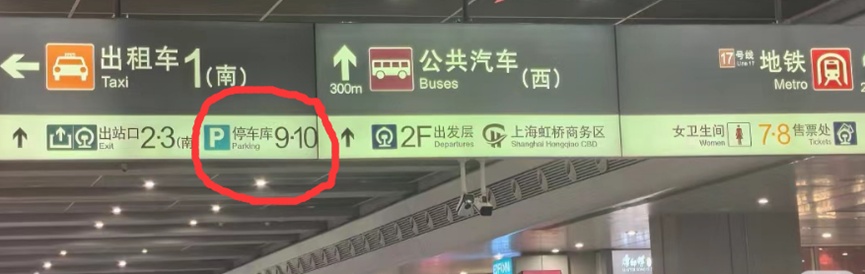 出租车 1(南)
Taxi
公共汽车(西)
Buses
300m
17号线
Line 17
地铁
Metro
出站口 2·3(南
Exit
P 停车库 9·10
Parking
2F 出发层
Departures
上海虹桥商务区
Shanghai Hongqiao CBD
女卫生间
Women
7·8 售票处
Tickets